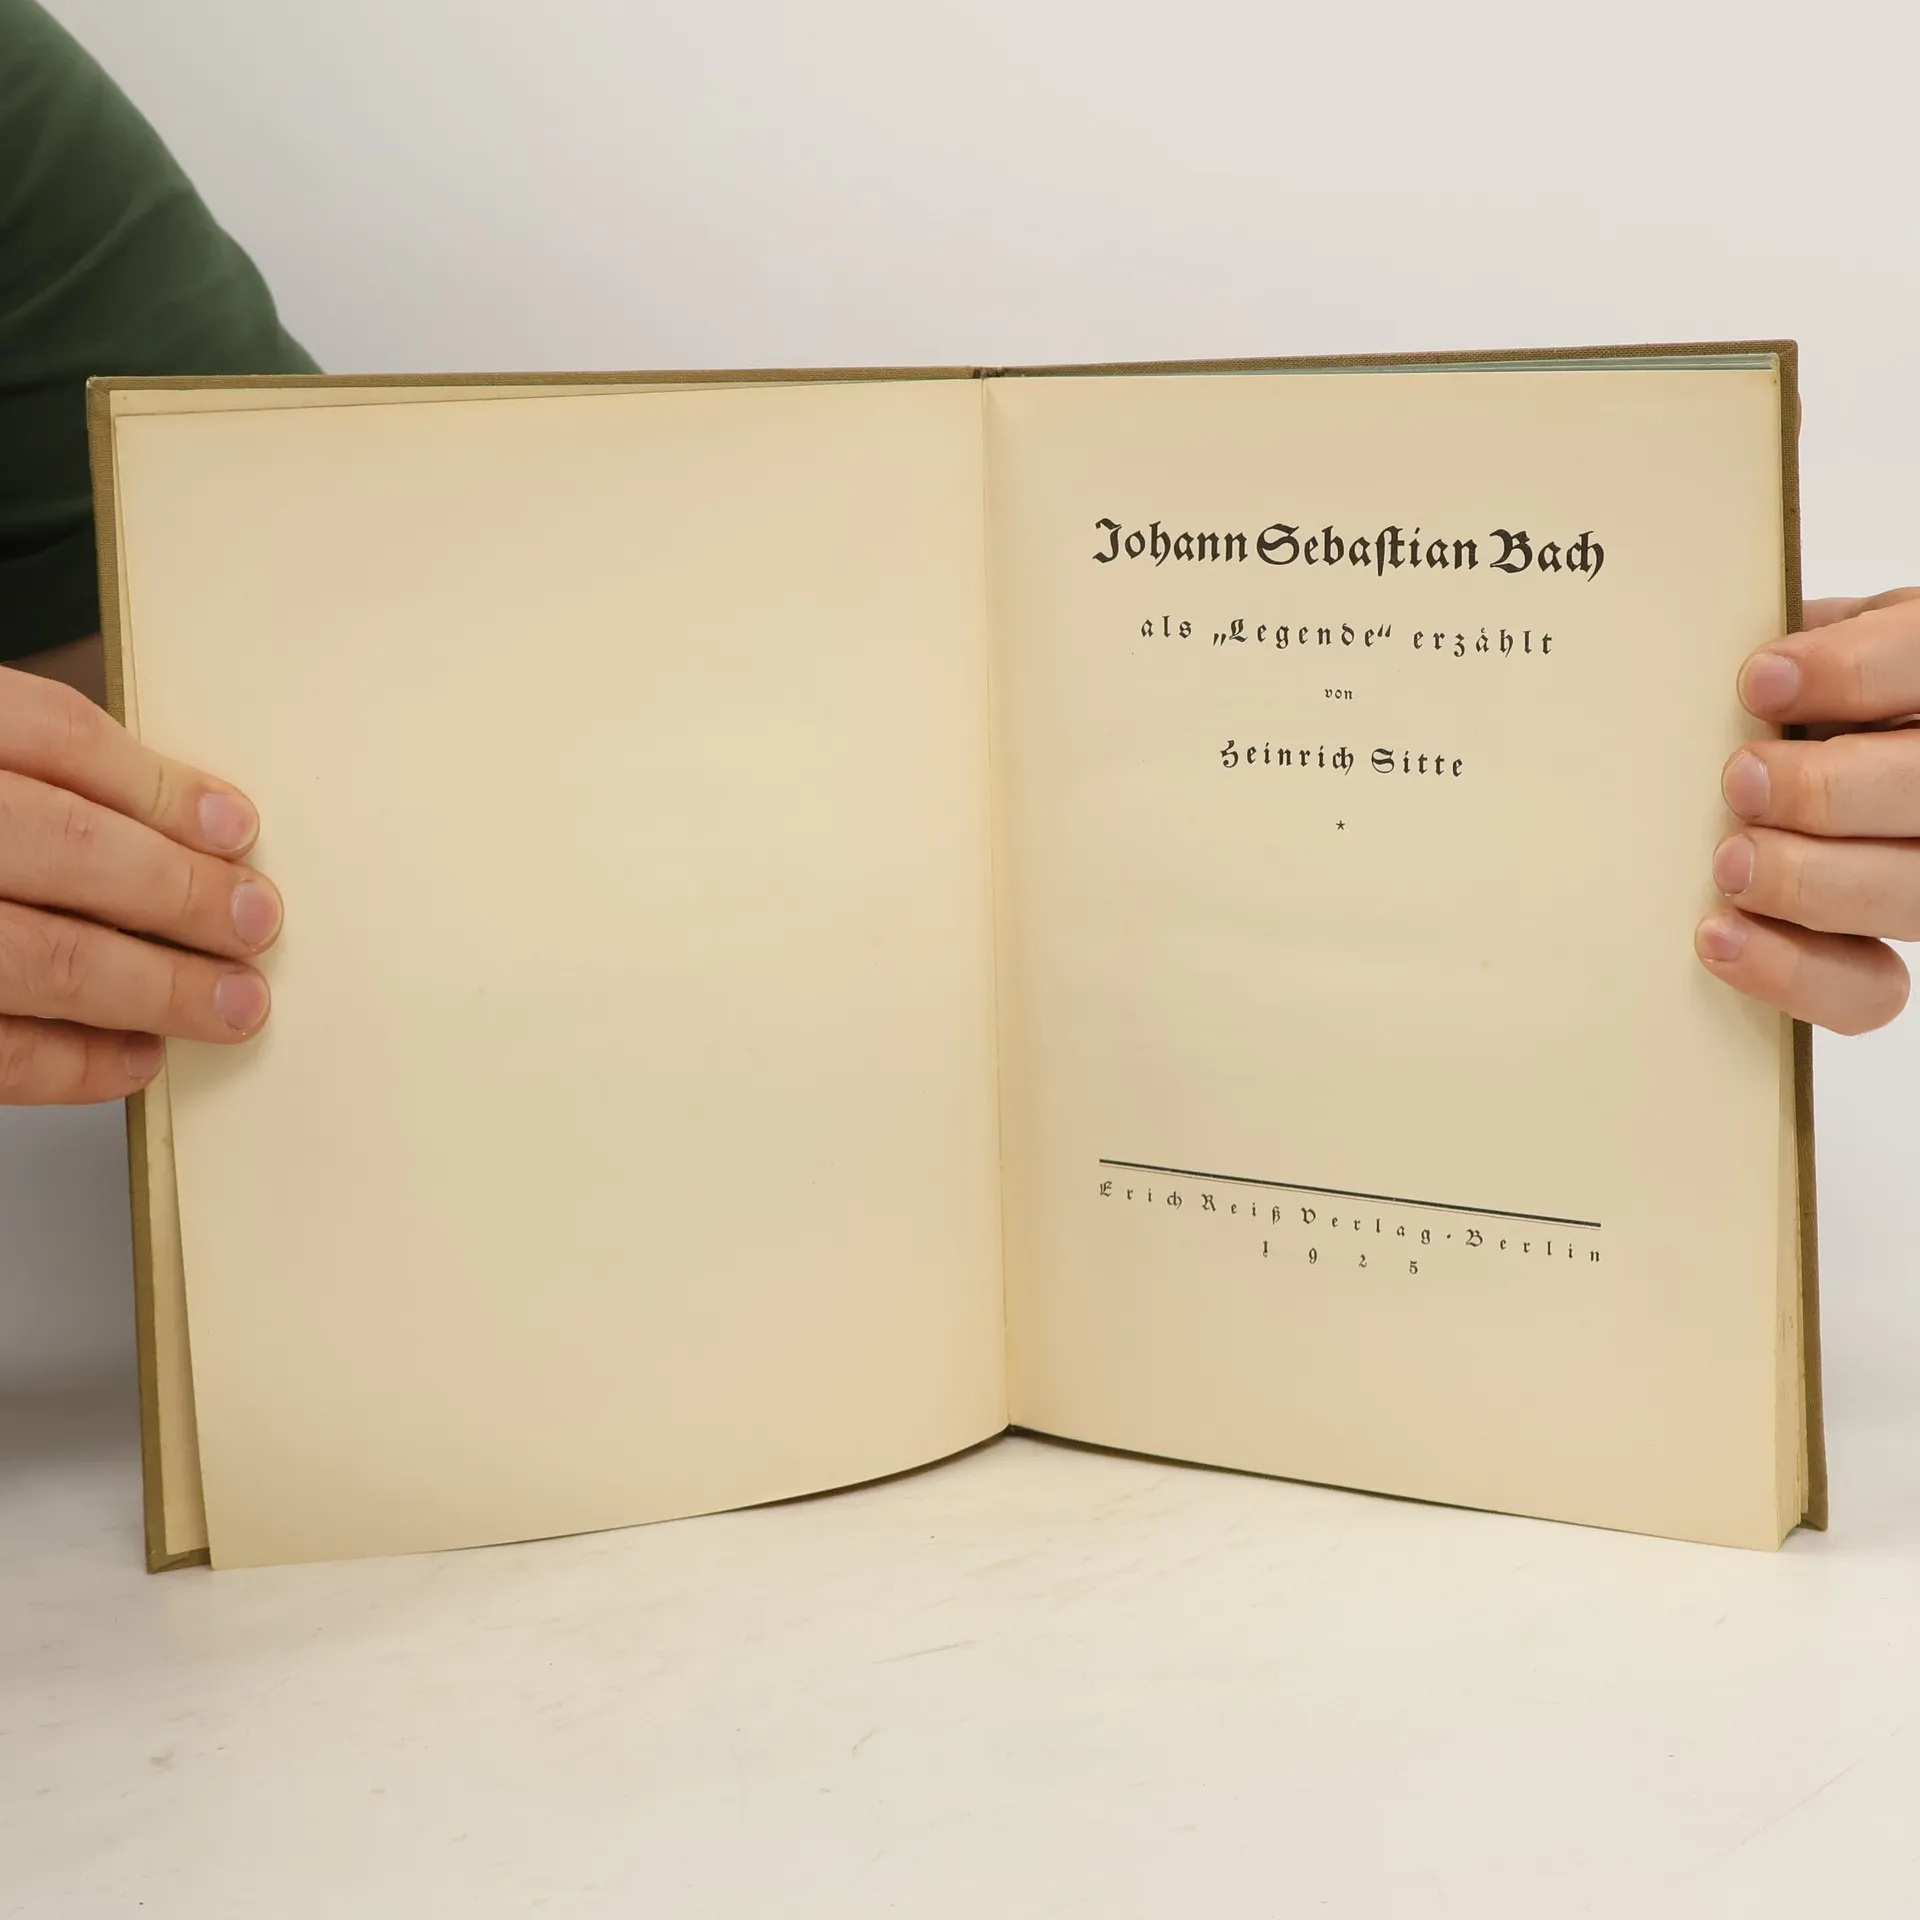 Johann Sebaſtian Bach
als „Legende“ erzählt
von
Heinrich Sitte
*
Erich Reiß Verlag · Berlin
1925